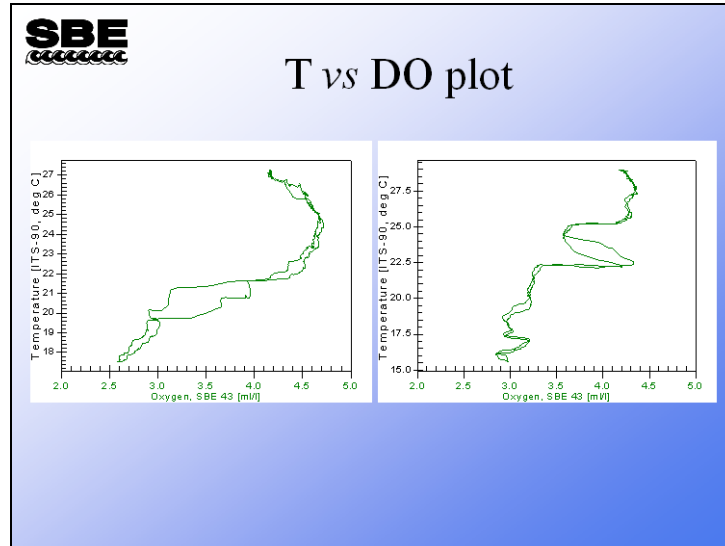 SBE
T vs DO plot
Temperature [ITS-90, deg C]
27
26
25
24
23
22
21
20
19
18
2.0 2.5 3.0 3.5 4.0 4.5 5.0
Oxygen, SBE 43 [ml/l]
Temperature [ITS-90, deg C]
27.5
25.0
22.5
20.0
17.5
15.0
2.0 2.5 3.0 3.5 4.0 4.5 5.0
Oxygen, SBE 43 [ml/l]